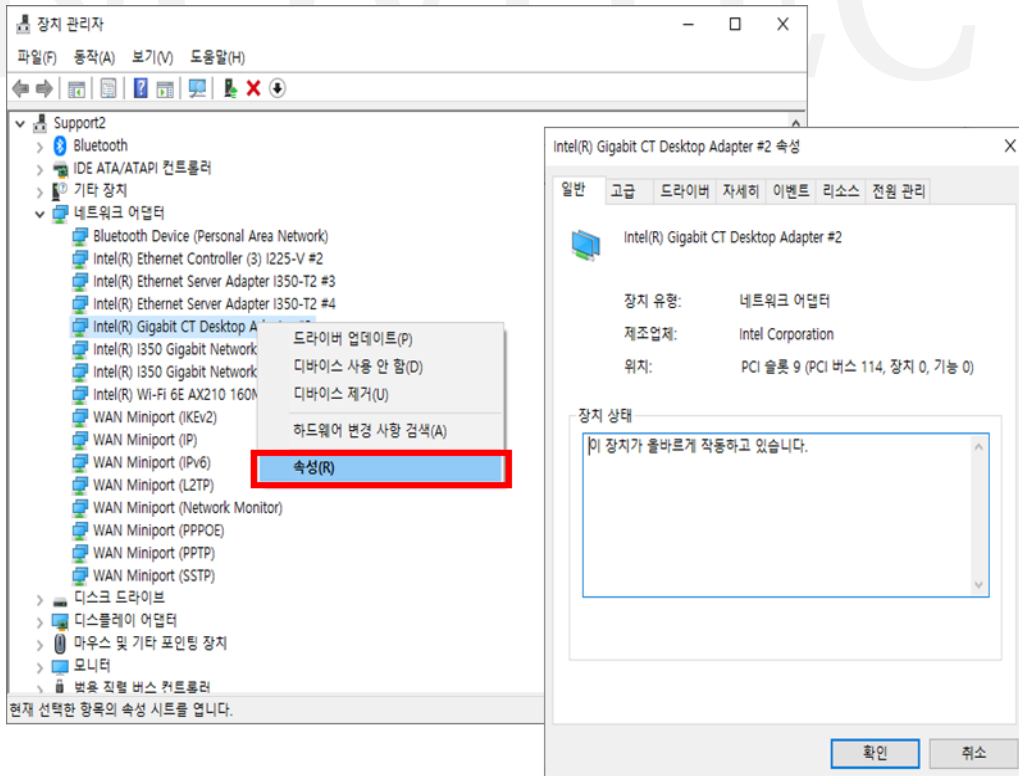 장치 관리자
파일(F) 동작(A) 보기(V) 도움말(H)
Support2
Bluetooth
IDE ATA/ATAPI 컨트롤러
기타 장치
네트워크 어댑터
Bluetooth Device (Personal Area Network)
Intel(R) Ethernet Controller (3) I225-V #2
Intel(R) Ethernet Server Adapter I350-T2 #3
Intel(R) Ethernet Server Adapter I350-T2 #4
Intel(R) Gigabit CT Desktop
Intel(R) I350 Gigabit Network
Intel(R) I350 Gigabit Network
Intel(R) Wi-Fi 6E AX210
WAN Miniport (IKEv2)
WAN Miniport (IP)
WAN Miniport (IPv6)
WAN Miniport (L2TP)
WAN Miniport (Network Monitor)
WAN Miniport (PPPOE)
WAN Miniport (PPTP)
WAN Miniport (SSTP)
디스크 드라이브
디스플레이 어댑터
마우스 및 기타 포인팅 장치
모니터
범용 직렬 버스 컨트롤러
현재 선택한 항목의 속성 시트를 엽니다.
드라이버 업데이트(P)
디바이스 사용 안 함(D)
디바이스 제거(U)
하드웨어 변경 사항 검색(A)
속성(R)
Intel(R) Gigabit CT Desktop Adapter #2 속성
일반 고급 드라이버 자세히 이벤트 리소스 전원 관리
Intel(R) Gigabit CT Desktop Adapter #2
장치 유형: 네트워크 어댑터
제조업체: Intel Corporation
위치: PCI 슬롯 9 (PCI 버스 114, 장치 0, 기능 0)
장치 상태
이 장치가 올바르게 작동하고 있습니다.
확인 취소